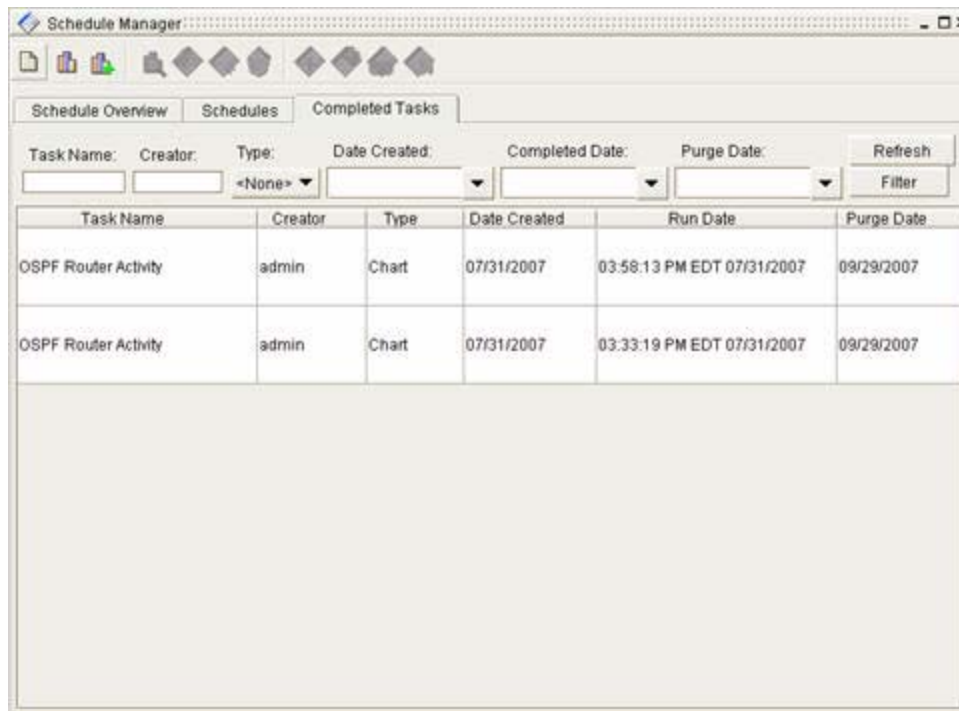 Schedule Manager
Schedule Overview Schedules Completed Tasks
Task Name: Creator: Type: Date Created: Completed Date: Purge Date: Refresh
<None> Filter
Task Name Creator Type Date Created Run Date Purge Date
OSPF Router Activity admin Chart 07/31/2007 03:58:13 PM EDT 07/31/2007 09/29/2007
OSPF Router Activity admin Chart 07/31/2007 03:33:19 PM EDT 07/31/2007 09/29/2007